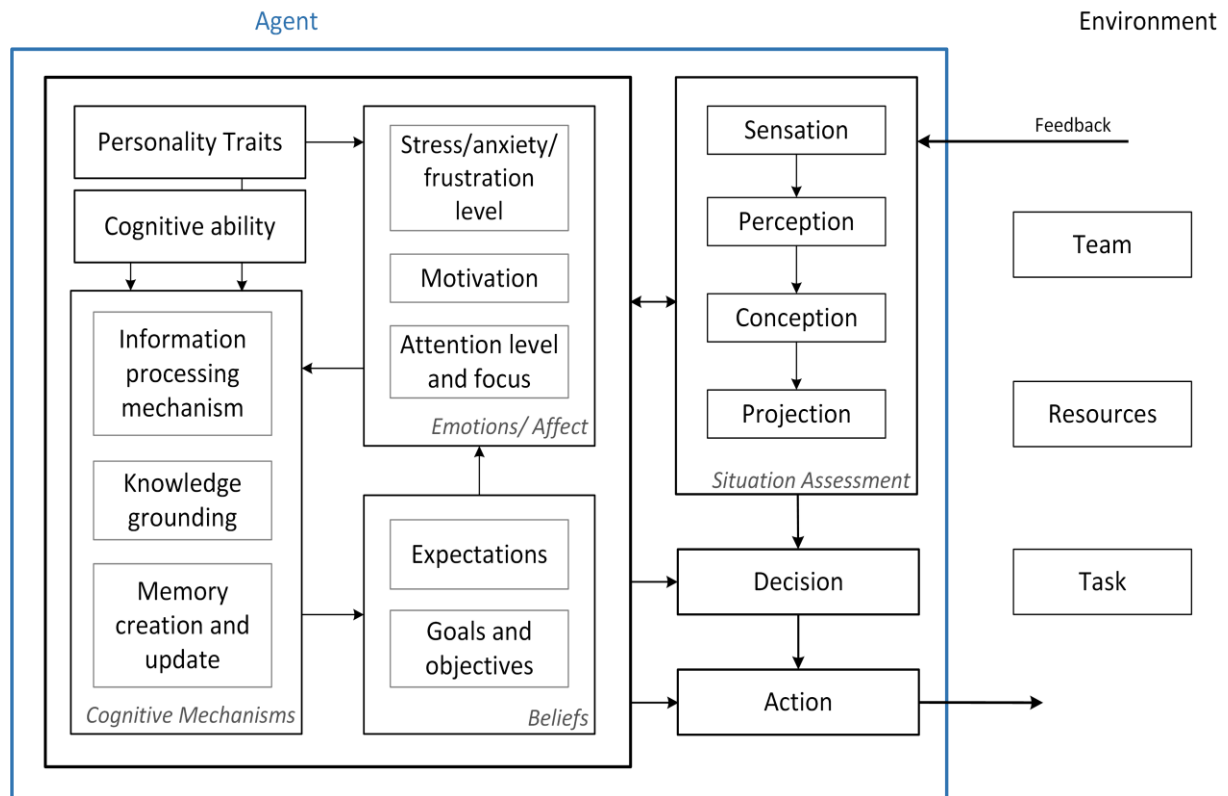 Agent
Environment
Personality Traits
Cognitive ability
Information
processing
mechanism
Knowledge
grounding
Memory
creation and
update
Cognitive Mechanisms
Stress/anxiety/
frustration
level
Motivation
Attention level
and focus
Emotions/ Affect
Expectations
Goals and
objectives
Beliefs
Sensation
Perception
Conception
Projection
Situation Assessment
Decision
Action
Feedback
Team
Resources
Task